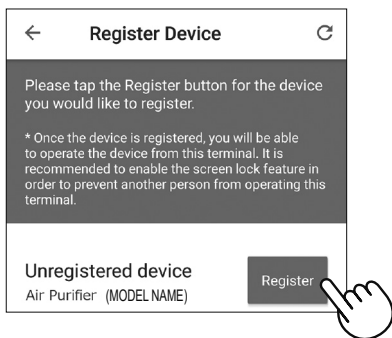 Register Device
Please tap the Register button for the device
you would like to register.
* Once the device is registered, you will be able
to operate the device from this terminal. It is
recommended to enable the screen lock feature in
order to prevent another person from operating this
terminal.
Unregistered device
Air Purifier (MODEL NAME)
Register